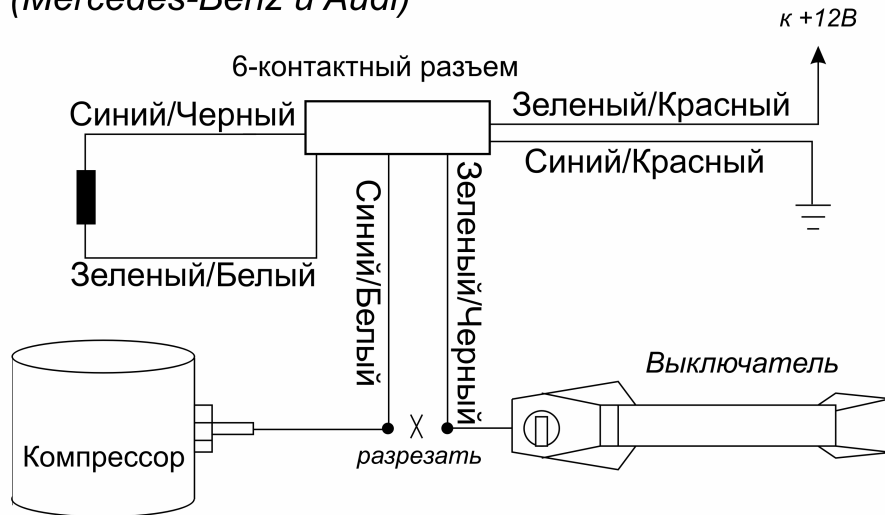 (Mercedes-Benz и Audi)
к +12В
6-контактный разъем
Синий/Черный
Зеленый/Красный
Синий/Красный
Зеленый/Белый
Синий/Белый
Зеленый/Черный
Выключатель
Компрессор
разрезать